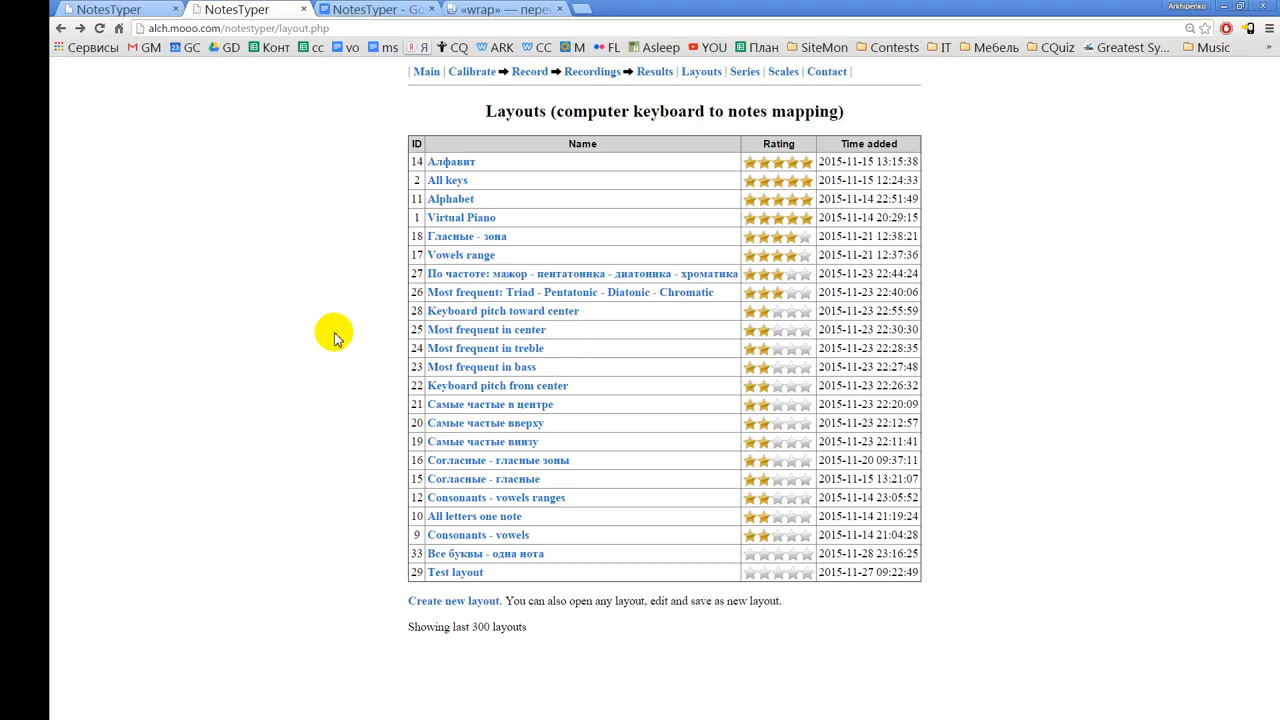 NotesTyper
NotesTyper
NotesTyper - Go
«wrap» — пере
Arkhipenko
alch.mooo.com/notestyper/layout.php
Сервисы GM GC GD Конт cc vo ms Я CQ ARK CC M FL Asleep YOU План SiteMon Contests IT Мебель CQuiz Greatest Sy... Music »
| Main | Calibrate ➡ Record ➡ Recordings ➡ Results | Layouts | Series | Scales | Contact |
Layouts (computer keyboard to notes mapping)
ID Name Rating Time added
14 Алфавит 2015-11-15 13:15:38
2 All keys 2015-11-15 12:24:33
11 Alphabet 2015-11-14 22:51:49
1 Virtual Piano 2015-11-14 20:29:15
18 Гласные - зона 2015-11-21 12:38:21
17 Vowels range 2015-11-21 12:37:36
27 По частоте: мажор - пентатоника - диатоника - хроматика 2015-11-23 22:44:24
26 Most frequent: Triad - Pentatonic - Diatonic - Chromatic 2015-11-23 22:40:06
28 Keyboard pitch toward center 2015-11-23 22:55:59
25 Most frequent in center 2015-11-23 22:30:30
24 Most frequent in treble 2015-11-23 22:28:35
23 Most frequent in bass 2015-11-23 22:27:48
22 Keyboard pitch from center 2015-11-23 22:26:32
21 Самые частые в центре 2015-11-23 22:20:09
20 Самые частые вверху 2015-11-23 22:12:57
19 Самые частые внизу 2015-11-23 22:11:41
16 Согласные - гласные зоны 2015-11-20 09:37:11
15 Согласные - гласные 2015-11-15 13:21:07
12 Consonants - vowels ranges 2015-11-14 23:05:52
10 All letters one note 2015-11-14 21:19:24
9 Consonants - vowels 2015-11-14 21:04:28
33 Все буквы - одна нота 2015-11-28 23:16:25
29 Test layout 2015-11-27 09:22:49
Create new layout. You can also open any layout, edit and save as new layout.
Showing last 300 layouts